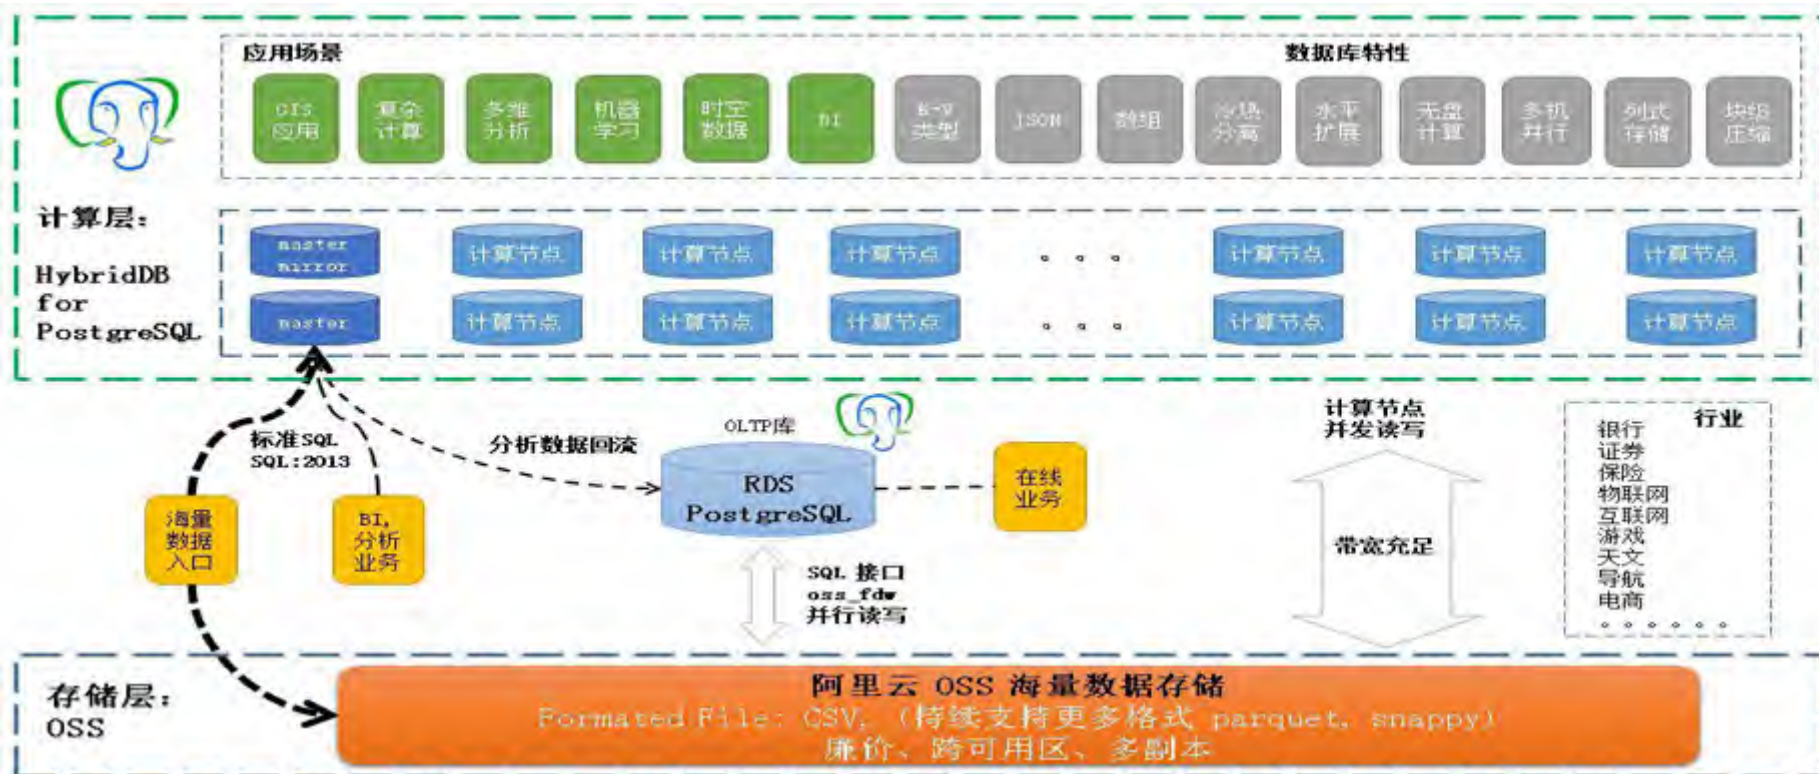 应用场景
数据库特性
GIS
应用
复杂
计算
多维
分析
机器
学习
时空
数据
BI
K-V
类型
JSON
数组
冷热
分离
水平
扩展
无盘
计算
多机
并行
列式
存储
块级
压缩
计算层：
HybridDB
for
PostgreSQL
master
mirror
计算节点
计算节点
计算节点
。 。 。
计算节点
计算节点
计算节点
master
计算节点
计算节点
计算节点
。 。 。
计算节点
计算节点
计算节点
标准SQL
SQL:2013
分析数据回流
OLTP库
RDS
PostgreSQL
在线
业务
海量
数据
入口
BI,
分析
业务
SQL 接口
oss_fdw
并行读写
计算节点
并发读写
带宽充足
行业
银行
证券
保险
物联网
互联网
游戏
天文
导航
电商
。 。 。 。 。 。
存储层：
OSS
阿里云 OSS 海量数据存储
Formated File: CSV, (持续支持更多格式 parquet, snappy)
廉价、跨可用区、多副本